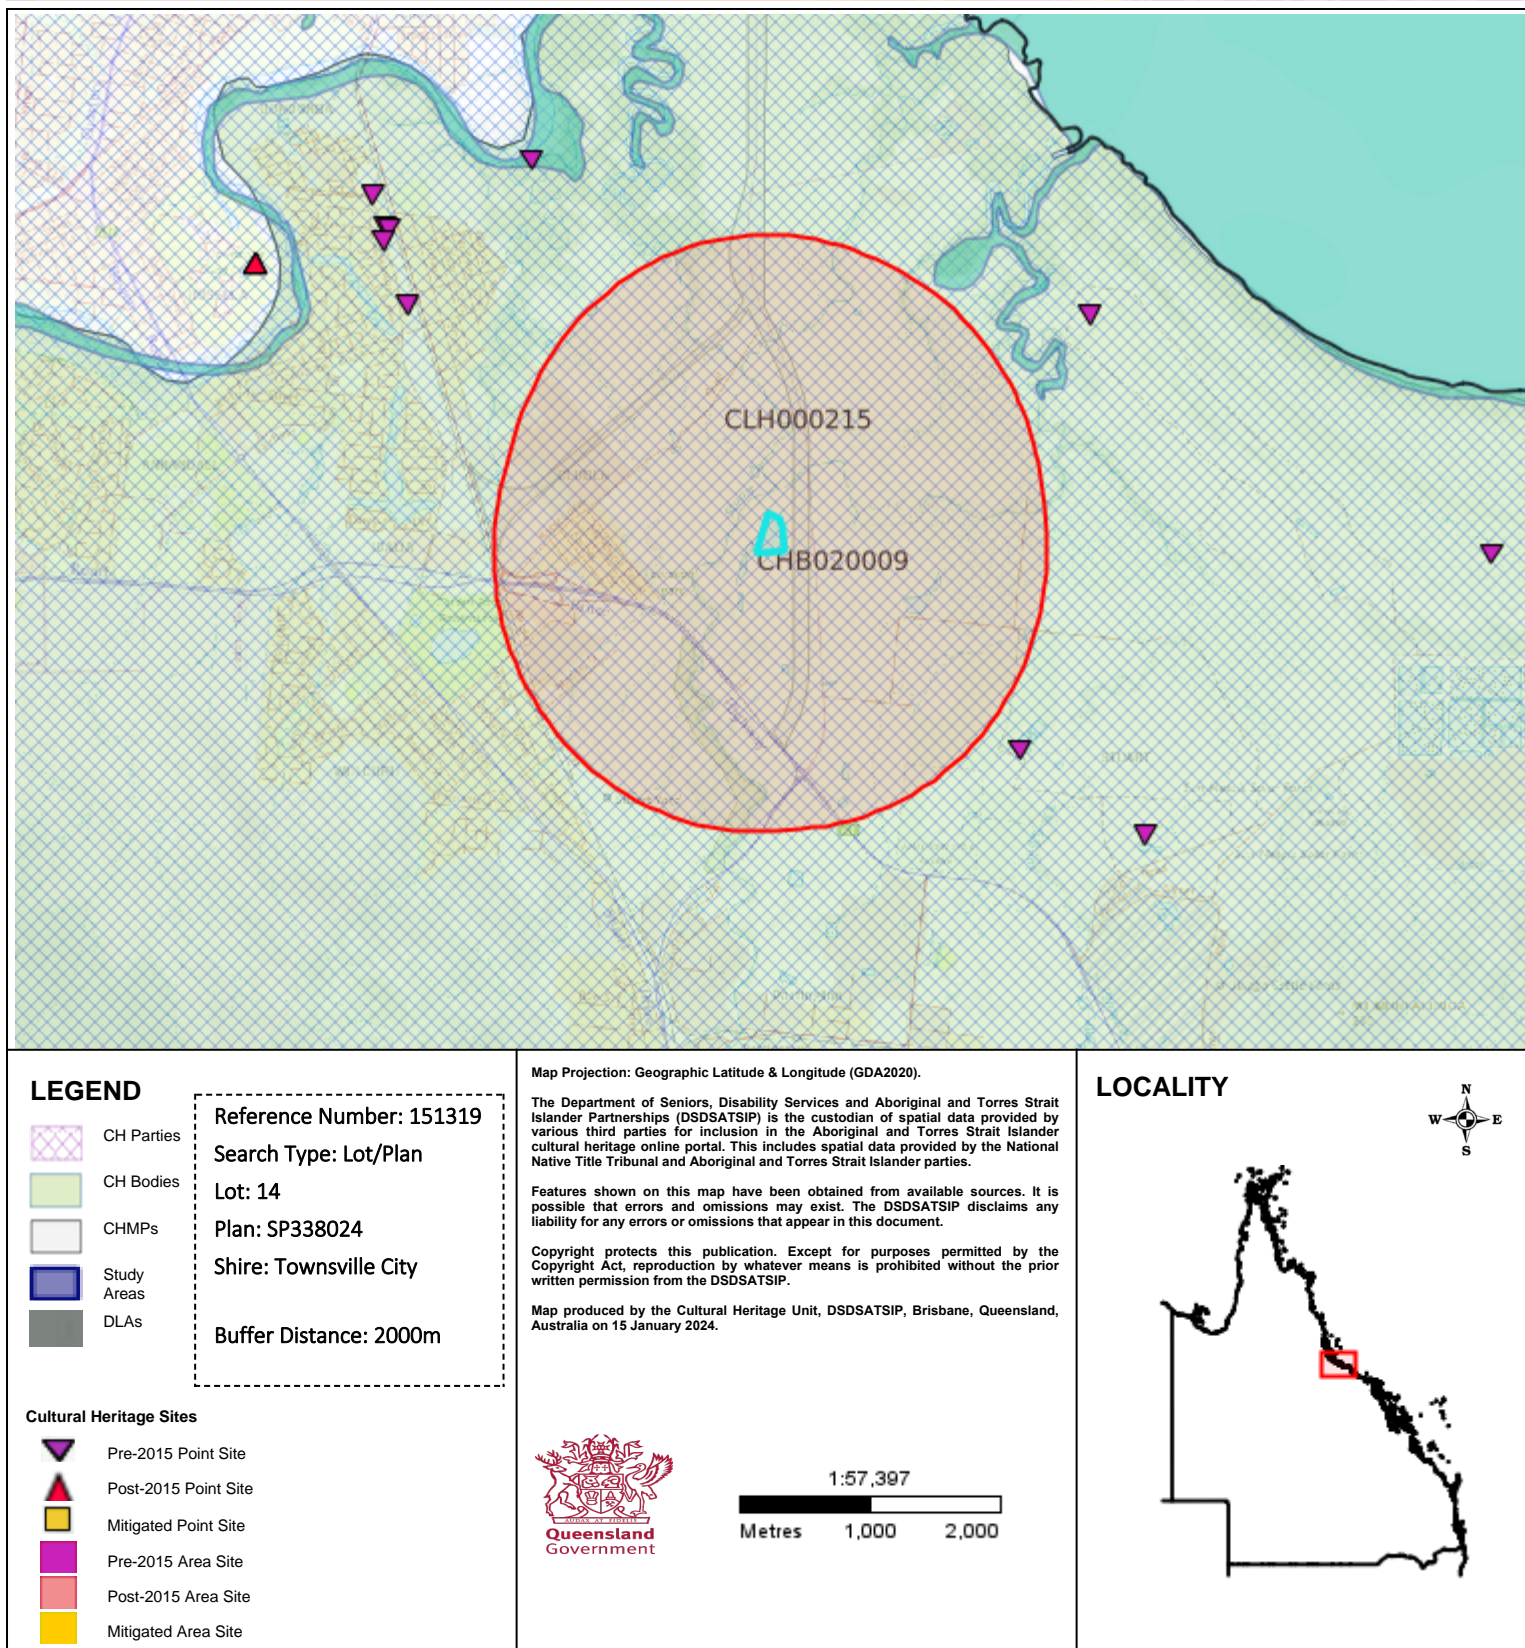 CLH000215
CHB020009
STUART
LEGEND
CH Parties
CH Bodies
CHMPs
Study
Areas
DLAs
Reference Number: 151319
Search Type: Lot/Plan
Lot: 14
Plan: SP338024
Shire: Townsville City
Buffer Distance: 2000m
Cultural Heritage Sites
Pre-2015 Point Site
Post-2015 Point Site
Mitigated Point Site
Pre-2015 Area Site
Post-2015 Area Site
Mitigated Area Site
Map Projection: Geographic Latitude & Longitude (GDA2020).
The Department of Seniors, Disability Services and Aboriginal and Torres Strait
Islander Partnerships (DSDSATSIP) is the custodian of spatial data provided by
various third parties for inclusion in the Aboriginal and Torres Strait Islander
cultural heritage online portal. This includes spatial data provided by the National
Native Title Tribunal and Aboriginal and Torres Strait Islander parties.
Features shown on this map have been obtained from available sources. It is
possible that errors and omissions may exist. The DSDSATSIP disclaims any
liability for any errors or omissions that appear in this document.
Copyright protects this publication. Except for purposes permitted by the
Copyright Act, reproduction by whatever means is prohibited without the prior
written permission from the DSDSATSIP.
Map produced by the Cultural Heritage Unit, DSDSATSIP, Brisbane, Queensland,
Australia on 15 January 2024.
Queensland
Government
1:57,397
Metres 1,000 2,000
LOCALITY
N
W E
S